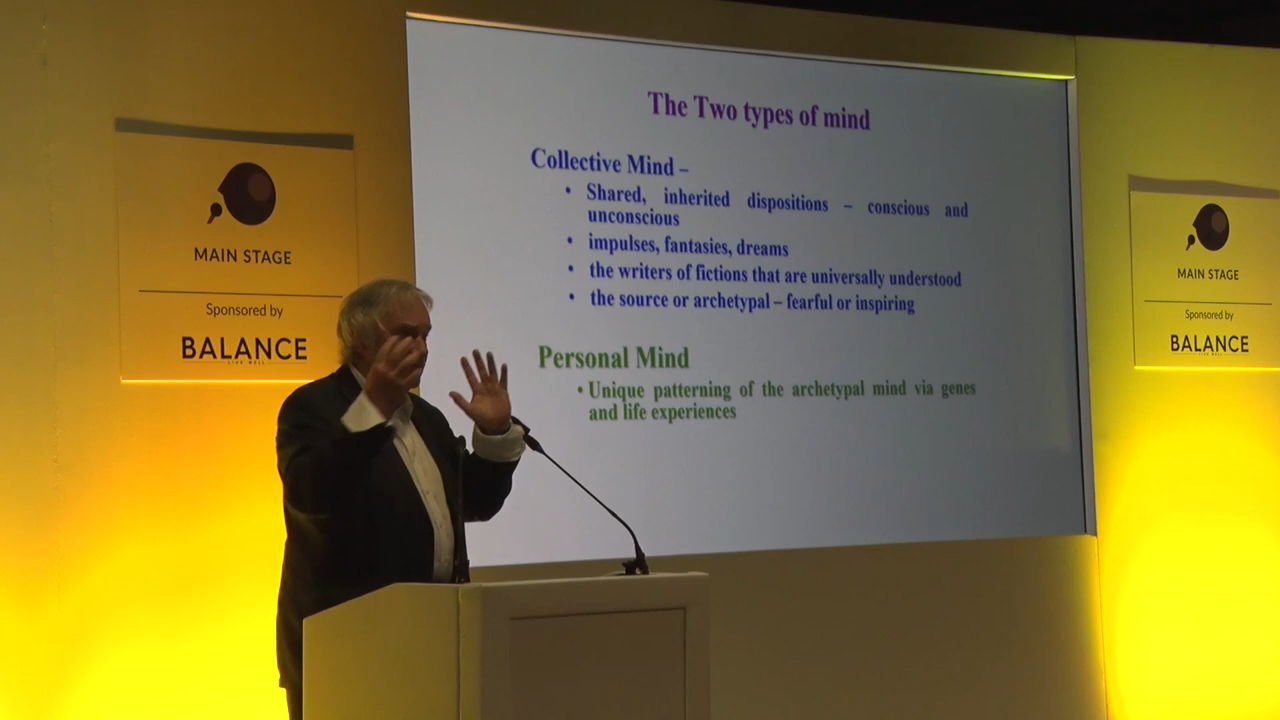 The Two types of mind
Collective Mind –
• Shared, inherited dispositions – conscious and
unconscious
• impulses, fantasies, dreams
• the writers of fictions that are universally understood
• the source or archetypal – fearful or inspiring
Personal Mind
• Unique patterning of the archetypal mind via genes
and life experiences
MAIN STAGE
Sponsored by
BALANCE
LIVE WELL
MAIN STAGE
Sponsored by
BALANCE